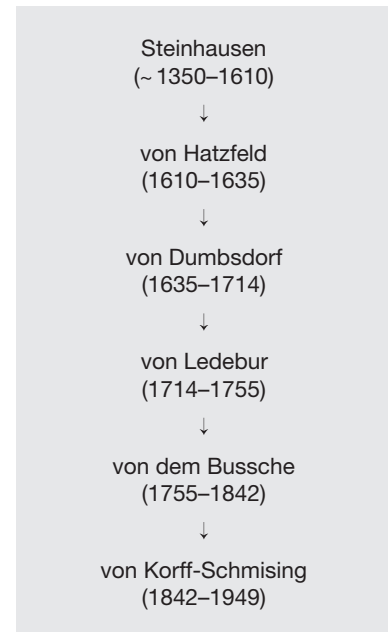 Steinhausen
(~ 1350–1610)
↓
von Hatzfeld
(1610–1635)
↓
von Dumbsdorf
(1635–1714)
↓
von Ledebur
(1714–1755)
↓
von dem Bussche
(1755–1842)
↓
von Korff-Schmising
(1842–1949)